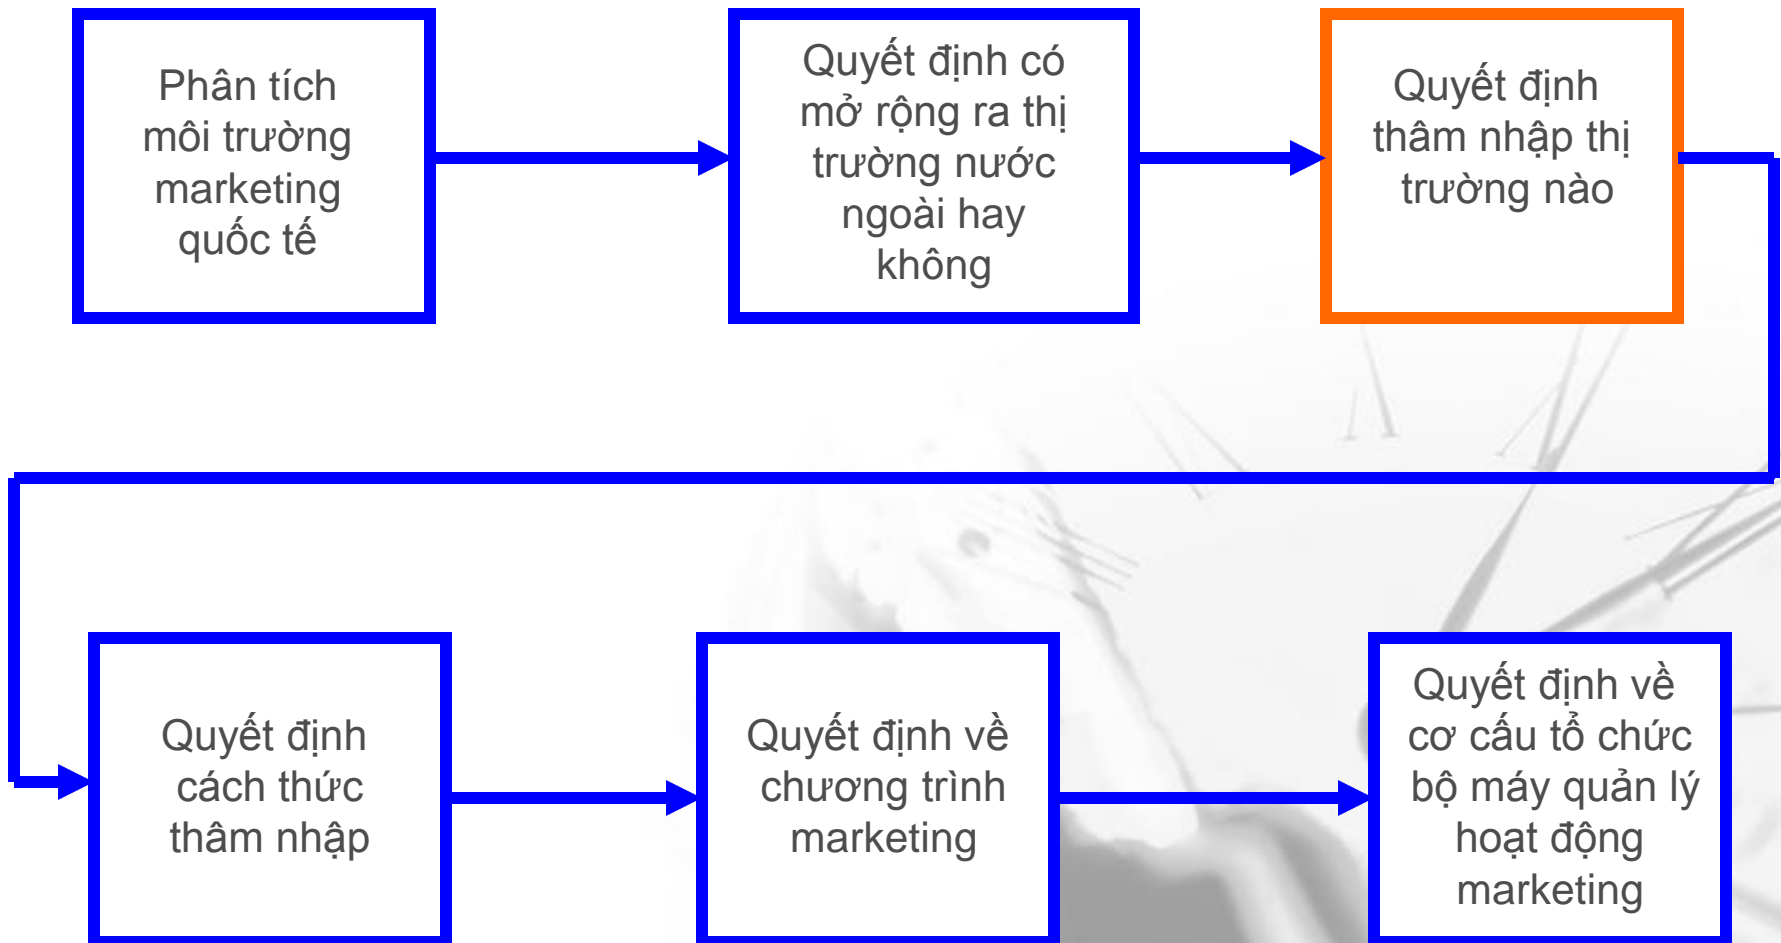 Phân tích
môi trường
marketing
quốc tế
Quyết định có
mở rộng ra thị
trường nước
ngoài hay
không
Quyết định
thâm nhập thị
trường nào
Quyết định
cách thức
thâm nhập
Quyết định về
chương trình
marketing
Quyết định về
cơ cấu tổ chức
bộ máy quản lý
hoạt động
marketing